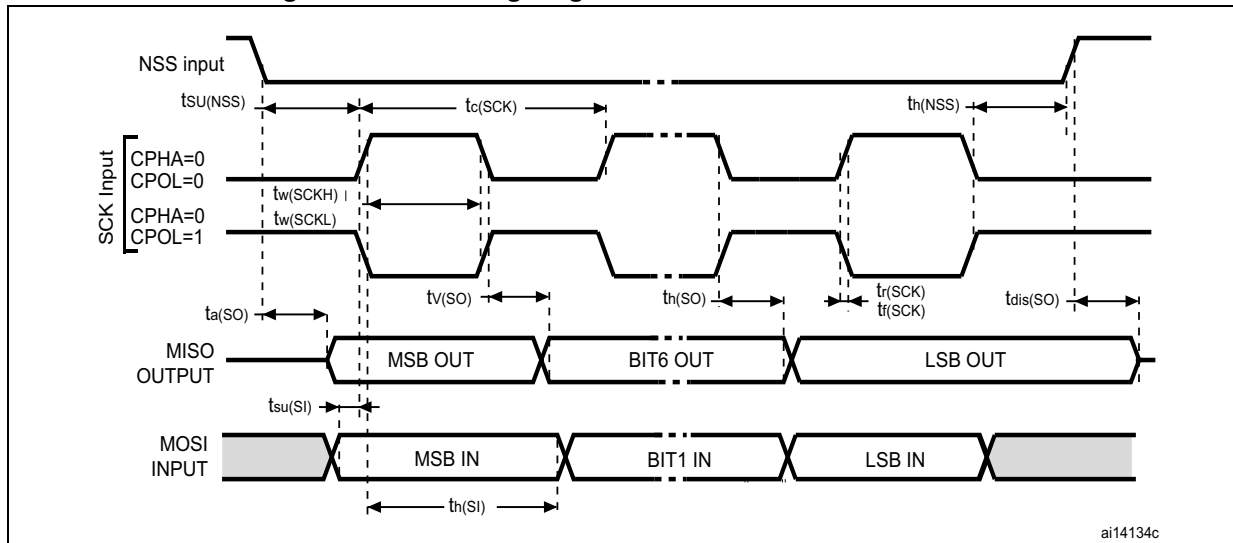 NSS input
tSU(NSS)
tc(SCK)
th(NSS)
SCK Input
CPHA=0
CPOL=0
tw(SCKH)
CPHA=0
tw(SCKL)
CPOL=1
tV(SO)
th(SO)
tr(SCK)
tf(SCK)
tdis(SO)
ta(SO)
MISO
OUTPUT
MSB OUT
BIT6 OUT
LSB OUT
tsu(SI)
MOSI
INPUT
MSB IN
BIT1 IN
LSB IN
th(SI)
ai14134c